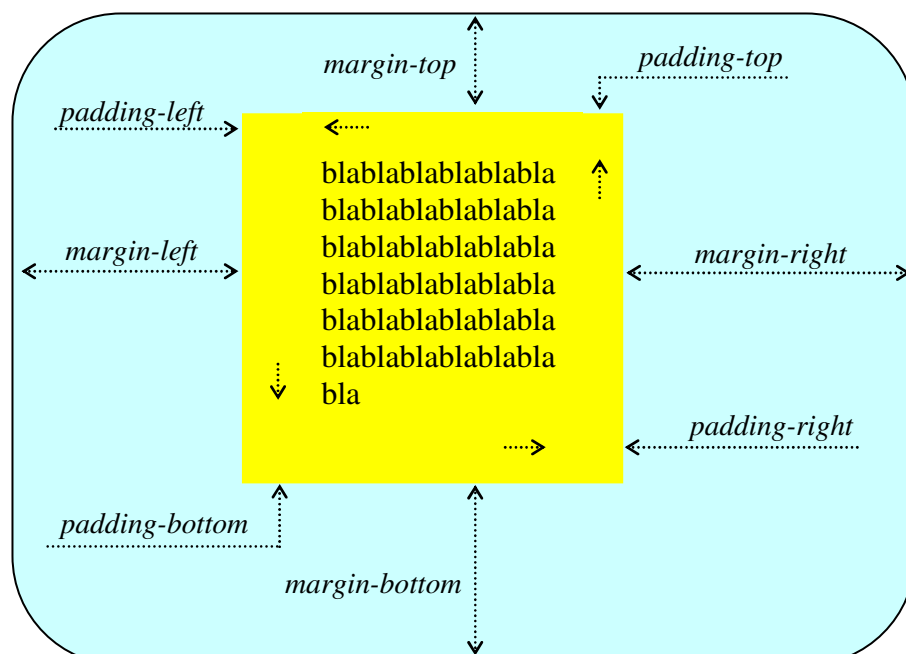 margin-top
padding-top
padding-left
blablablablablabla
blablablablablabla
margin-left
blablablablablabla
margin-right
blablablablablabla
blablablablablabla
blablablablablabla
bla
padding-right
padding-bottom
margin-bottom